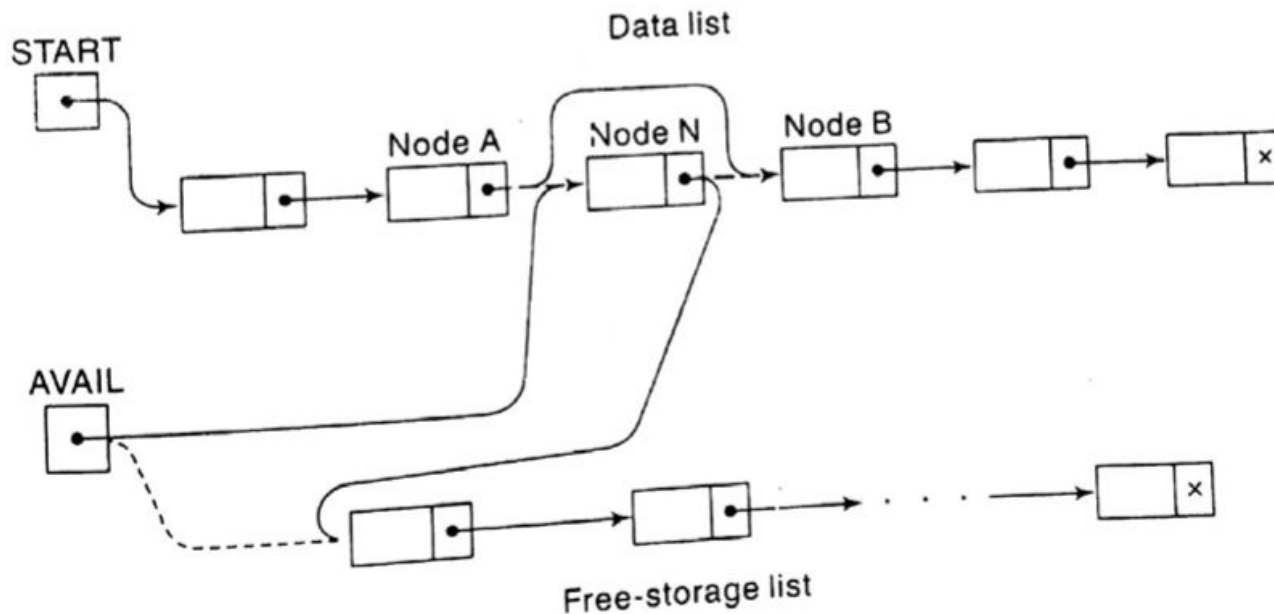 Data list
START
Node A
Node N
Node B
×
AVAIL
×
Free-storage list